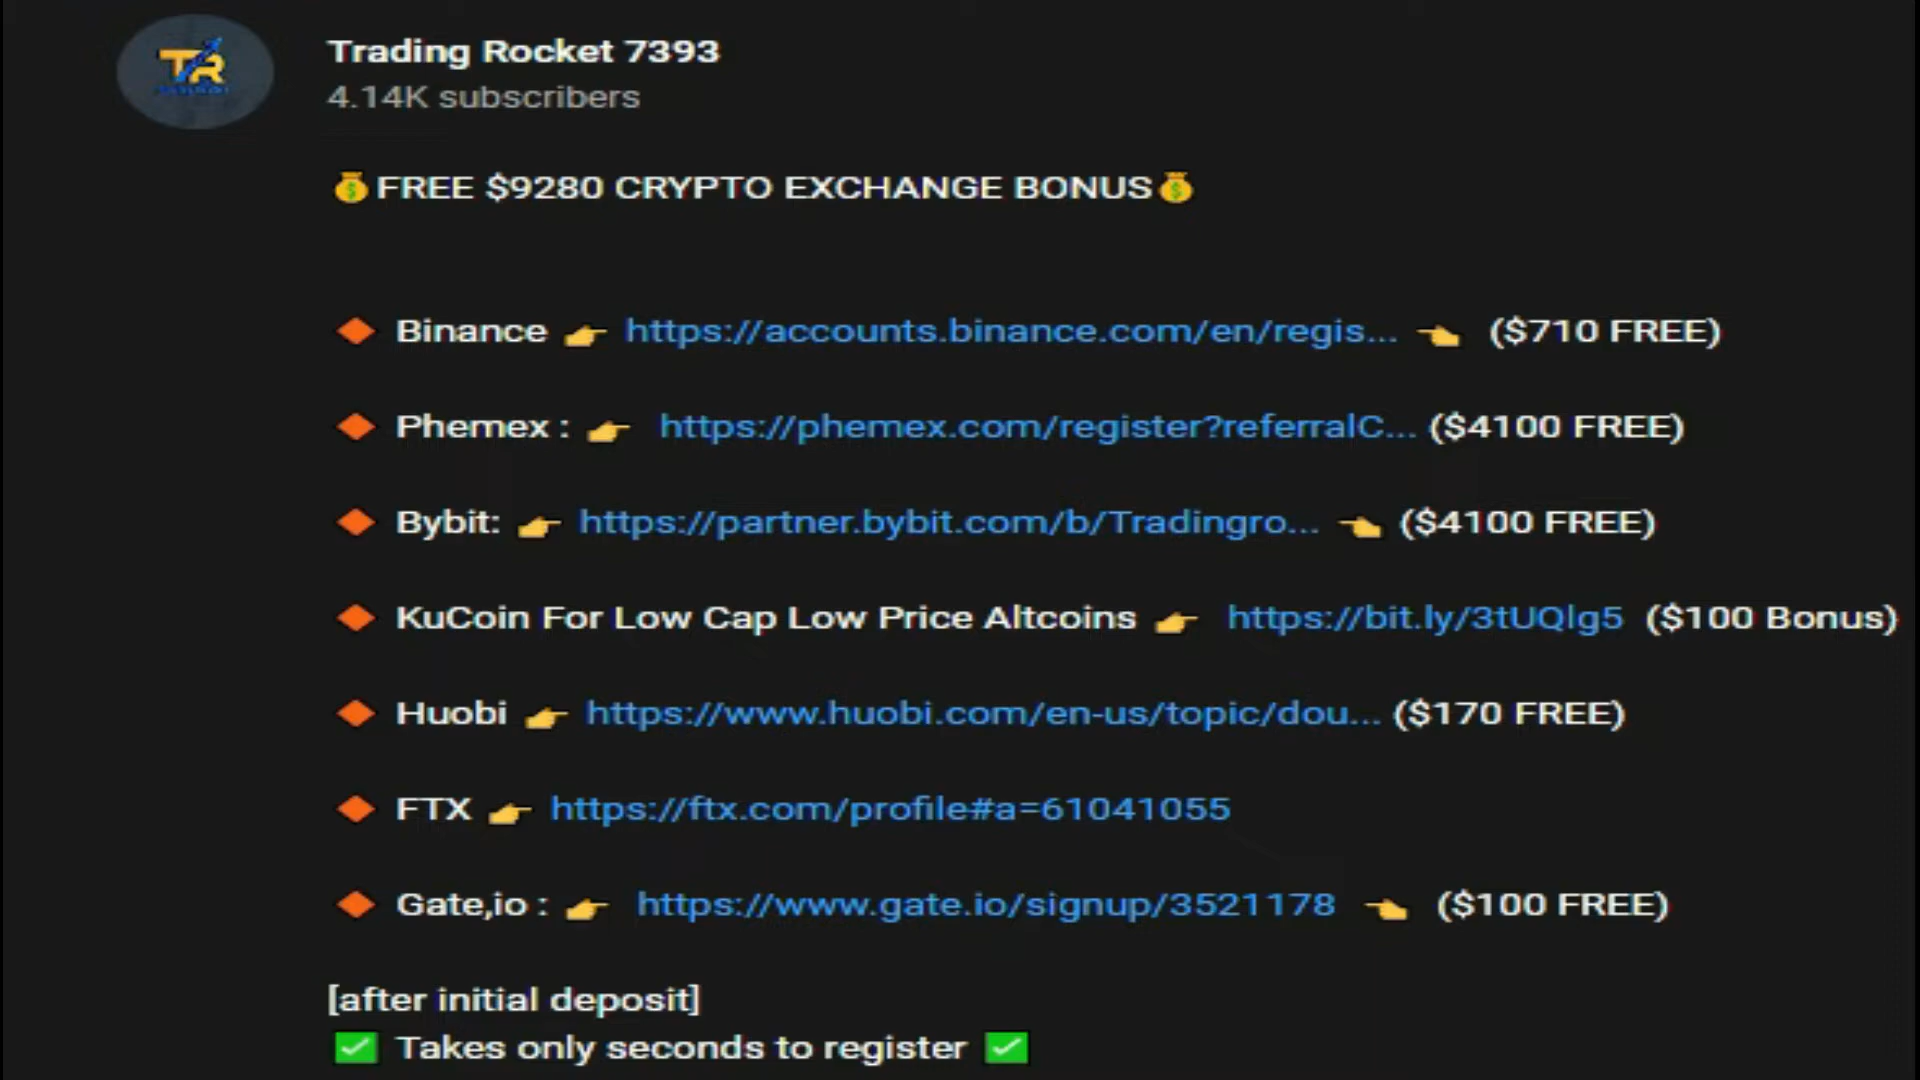 TR
Trading Rocket 7393
4.14K subscribers
💰FREE $9280 CRYPTO EXCHANGE BONUS💰
🔶 Binance 👉 https://accounts.binance.com/en/regis... 👈 ($710 FREE)
🔶 Phemex : 👉 https://phemex.com/register?referralC... ($4100 FREE)
🔶 Bybit: 👉 https://partner.bybit.com/b/Tradingro... 👈 ($4100 FREE)
🔶 KuCoin For Low Cap Low Price Altcoins 👉 https://bit.ly/3tUQlg5 ($100 Bonus)
🔶 Huobi 👉 https://www.huobi.com/en-us/topic/dou... ($170 FREE)
🔶 FTX 👉 https://ftx.com/profile#a=61041055
🔶 Gate,io : 👉 https://www.gate.io/signup/3521178 👈 ($100 FREE)
[after initial deposit]
✅ Takes only seconds to register ✅